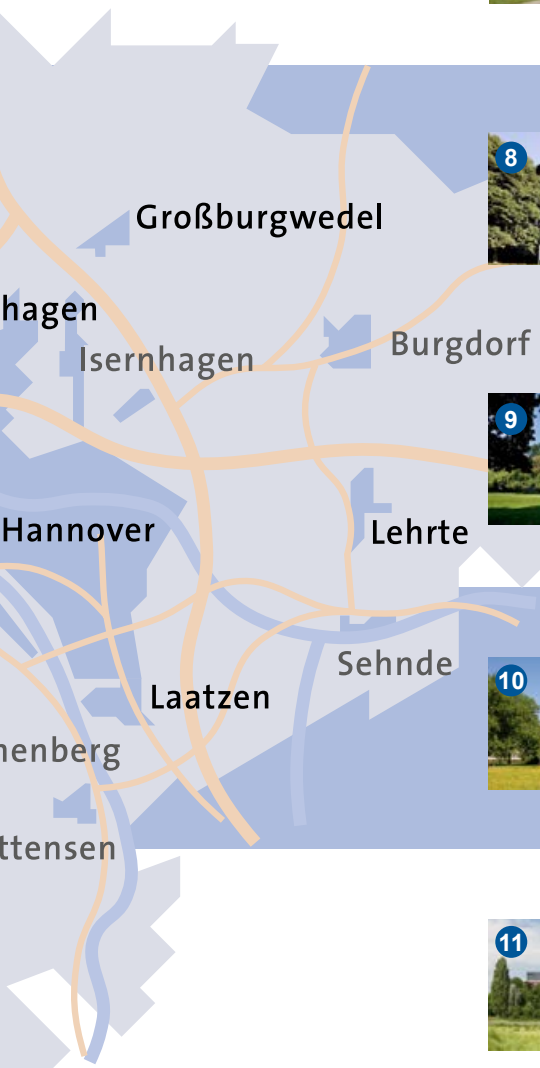 8
Großburgwedel
hagen
Isernhagen
Burgdorf
9
Hannover
Lehrte
Sehnde
10
Laatzen
nenberg
ttensen
11